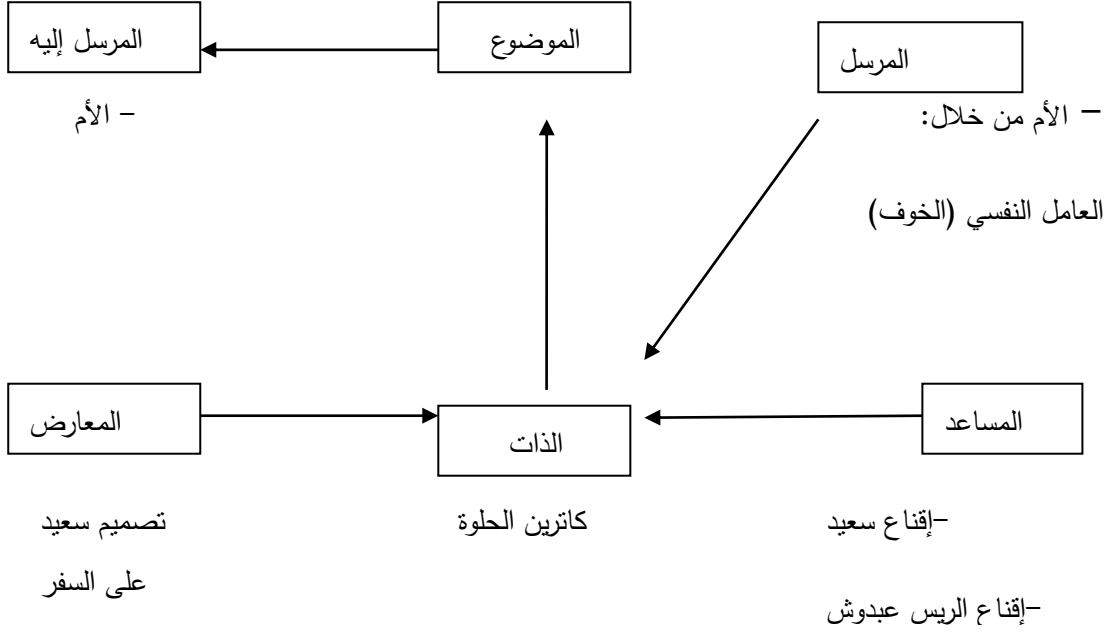 المرسل
الموضوع
المرسل إليه
– الأم من خلال:
– الأم
العامل النفسي (الخوف)
المساعد
الذات
المعارض
–إقناع سعيد
كاترين الحلوة
تصميم سعيد
على السفر
–إقناع الريس عبدوش